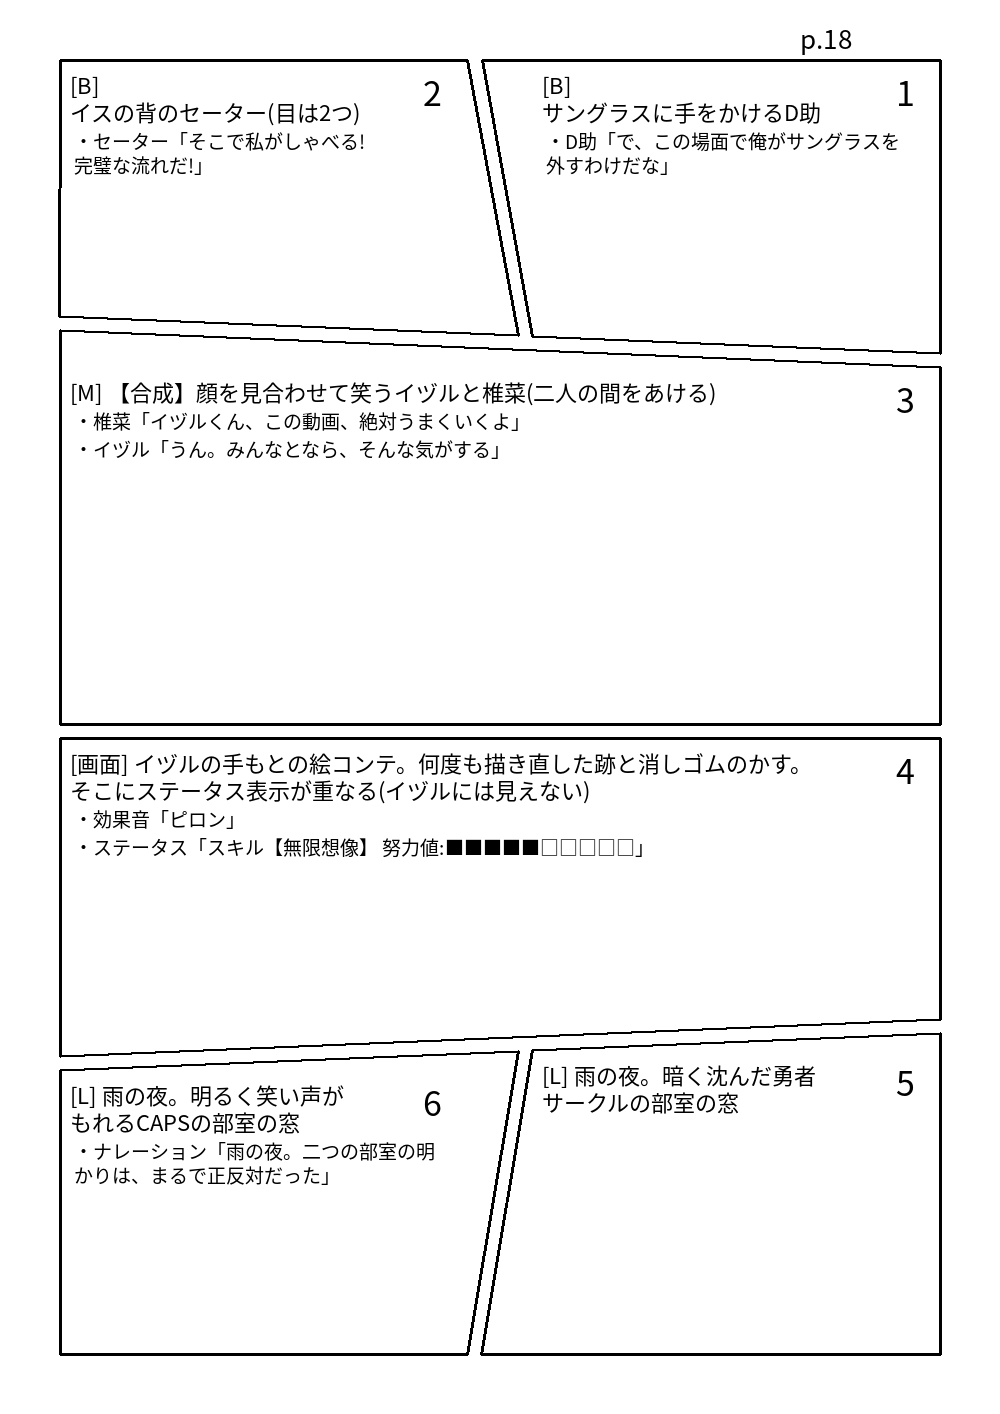 p.18
1
[B]
サングラスに手をかけるD助
・D助「で、この場面で俺がサングラスを
外すわけだな」
2
[B]
イスの背のセーター(目は2つ)
・セーター「そこで私がしゃべる!
完璧な流れだ!」
3
[M] 【合成】顔を見合わせて笑うイヅルと椎菜(二人の間をあける)
・椎菜「イヅルくん、この動画、絶対うまくいくよ」
・イヅル「うん。みんなとなら、そんな気がする」
4
[画面] イヅルの手もとの絵コンテ。何度も描き直した跡と消しゴムのかす。
そこにステータス表示が重なる(イヅルには見えない)
・効果音「ピロン」
・ステータス「スキル【無限想像】 努力値:■■■■■□□□□□」
5
[L] 雨の夜。暗く沈んだ勇者
サークルの部室の窓
6
[L] 雨の夜。明るく笑い声が
もれるCAPSの部室の窓
・ナレーション「雨の夜。二つの部室の明
かりは、まるで正反対だった」